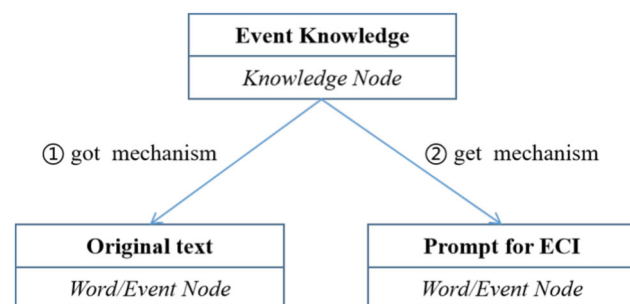 Event Knowledge
Knowledge Node
① got mechanism
② get mechanism
Original text
Word/Event Node
Prompt for ECI
Word/Event Node